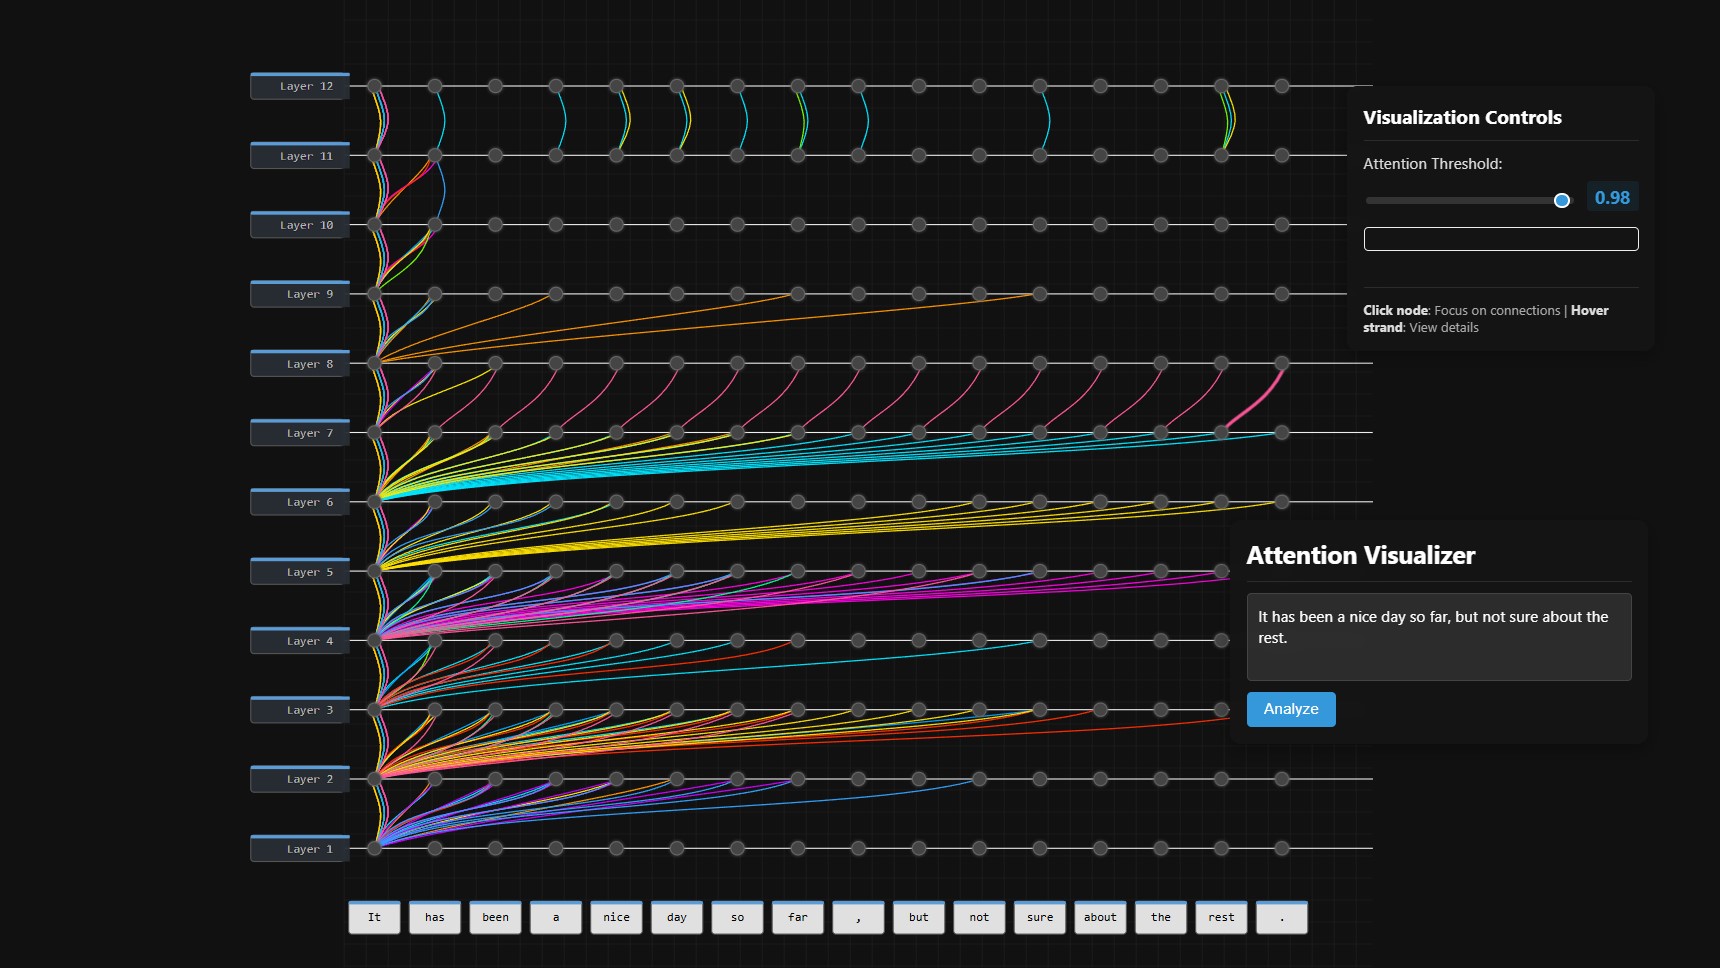 Layer 12
Layer 11
Layer 10
Layer 9
Layer 8
Layer 7
Layer 6
Layer 5
Layer 4
Layer 3
Layer 2
Layer 1
It has been a nice day so far , but not sure about the rest .
Visualization Controls
Attention Threshold:
0.98
Click node: Focus on connections | Hover
strand: View details
Attention Visualizer
It has been a nice day so far, but not sure about the
rest.
Analyze